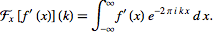 ℱₓ[f′(x)](k) = ∫_{-∞}^{∞} f′(x) e^{-2πikx} dx.